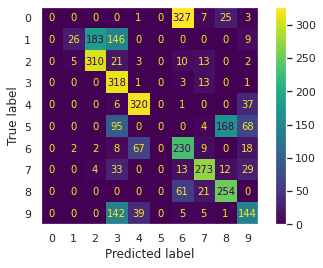 0 0 0 0 0 1 0 327 7 25 3
1 0 26 183 146 0 0 0 0 0 9
2 0 5 310 21 3 0 10 13 0 2
3 0 0 0 318 1 0 3 13 0 1
4 0 0 0 6 320 0 1 0 0 37
5 0 0 0 95 0 0 0 4 168 68
6 0 2 2 8 67 0 230 9 0 18
7 0 0 4 33 0 0 13 273 12 29
8 0 0 0 0 0 0 61 21 254 0
9 0 0 0 142 39 0 5 5 1 144
0 1 2 3 4 5 6 7 8 9
True label
Predicted label
300
250
200
150
100
50
0